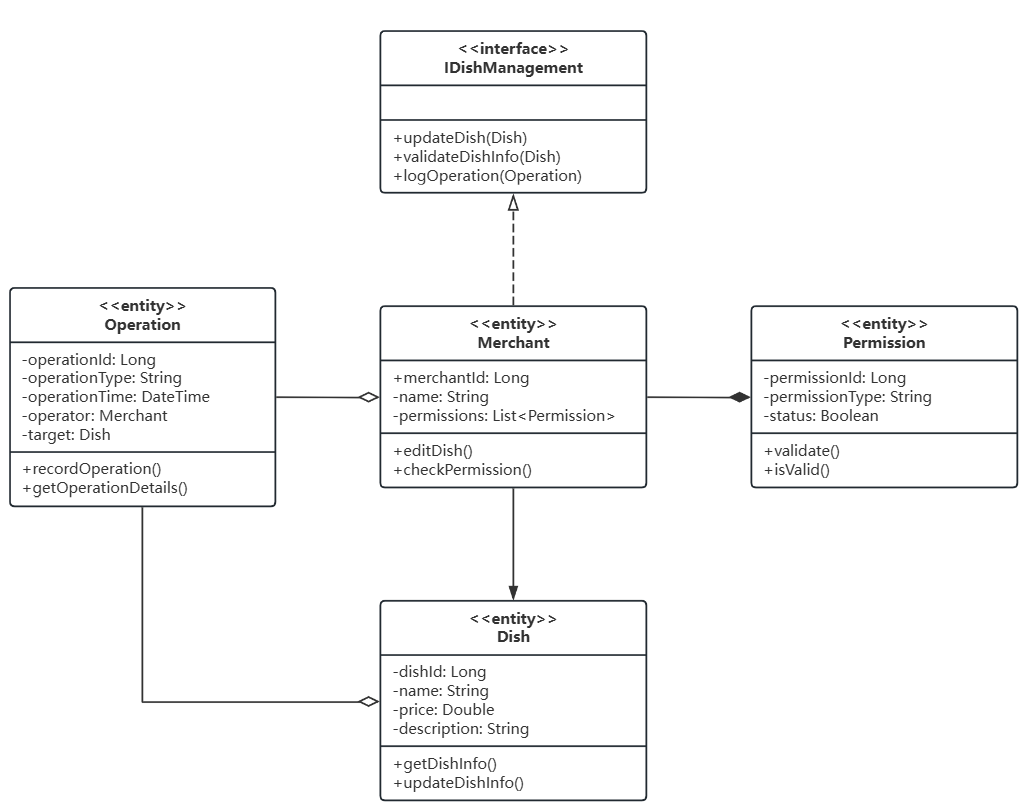 <<interface>>
IDishManagement
+updateDish(Dish)
+validateDishInfo(Dish)
+logOperation(Operation)
<<entity>>
Operation
-operationId: Long
-operationType: String
-operationTime: DateTime
-operator: Merchant
-target: Dish
+recordOperation()
+getOperationDetails()
<<entity>>
Merchant
+merchantId: Long
-name: String
-permissions: List<Permission>
+editDish()
+checkPermission()
<<entity>>
Permission
-permissionId: Long
-permissionType: String
-status: Boolean
+validate()
+isValid()
<<entity>>
Dish
-dishId: Long
-name: String
-price: Double
-description: String
+getDishInfo()
+updateDishInfo()